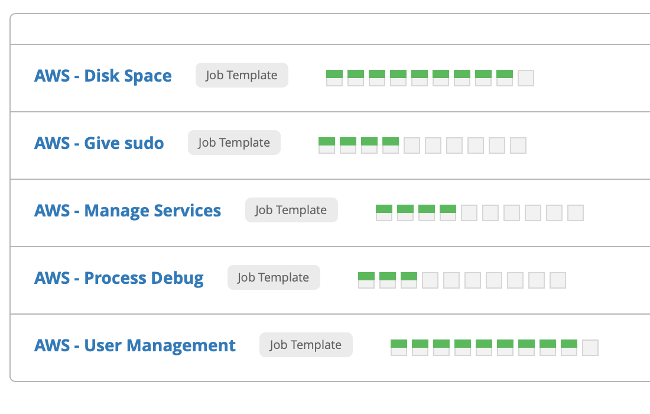 AWS - Disk Space Job Template
AWS - Give sudo Job Template
AWS - Manage Services Job Template
AWS - Process Debug Job Template
AWS - User Management Job Template